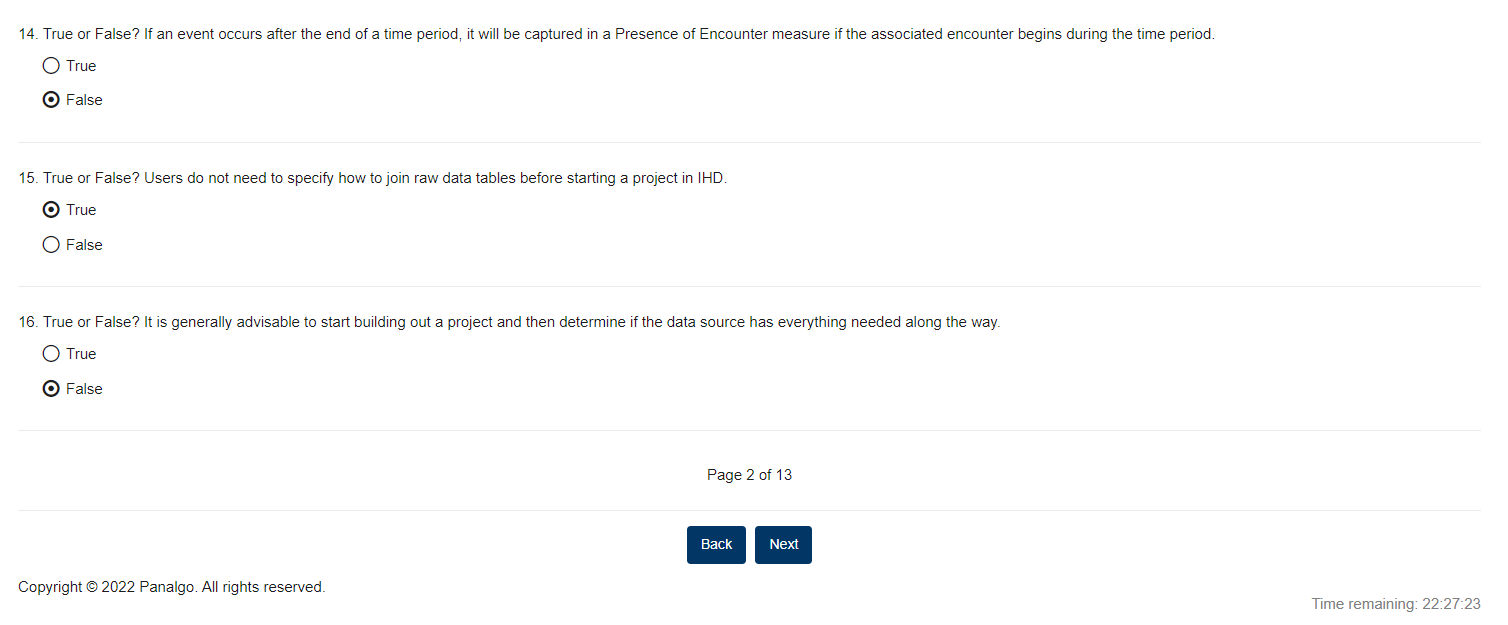 14. True or False? If an event occurs after the end of a time period, it will be captured in a Presence of Encounter measure if the associated encounter begins during the time period.
True
False
15. True or False? Users do not need to specify how to join raw data tables before starting a project in IHD.
True
False
16. True or False? It is generally advisable to start building out a project and then determine if the data source has everything needed along the way.
True
False
Page 2 of 13
Back Next
Copyright © 2022 Panalgo. All rights reserved.
Time remaining: 22:27:23